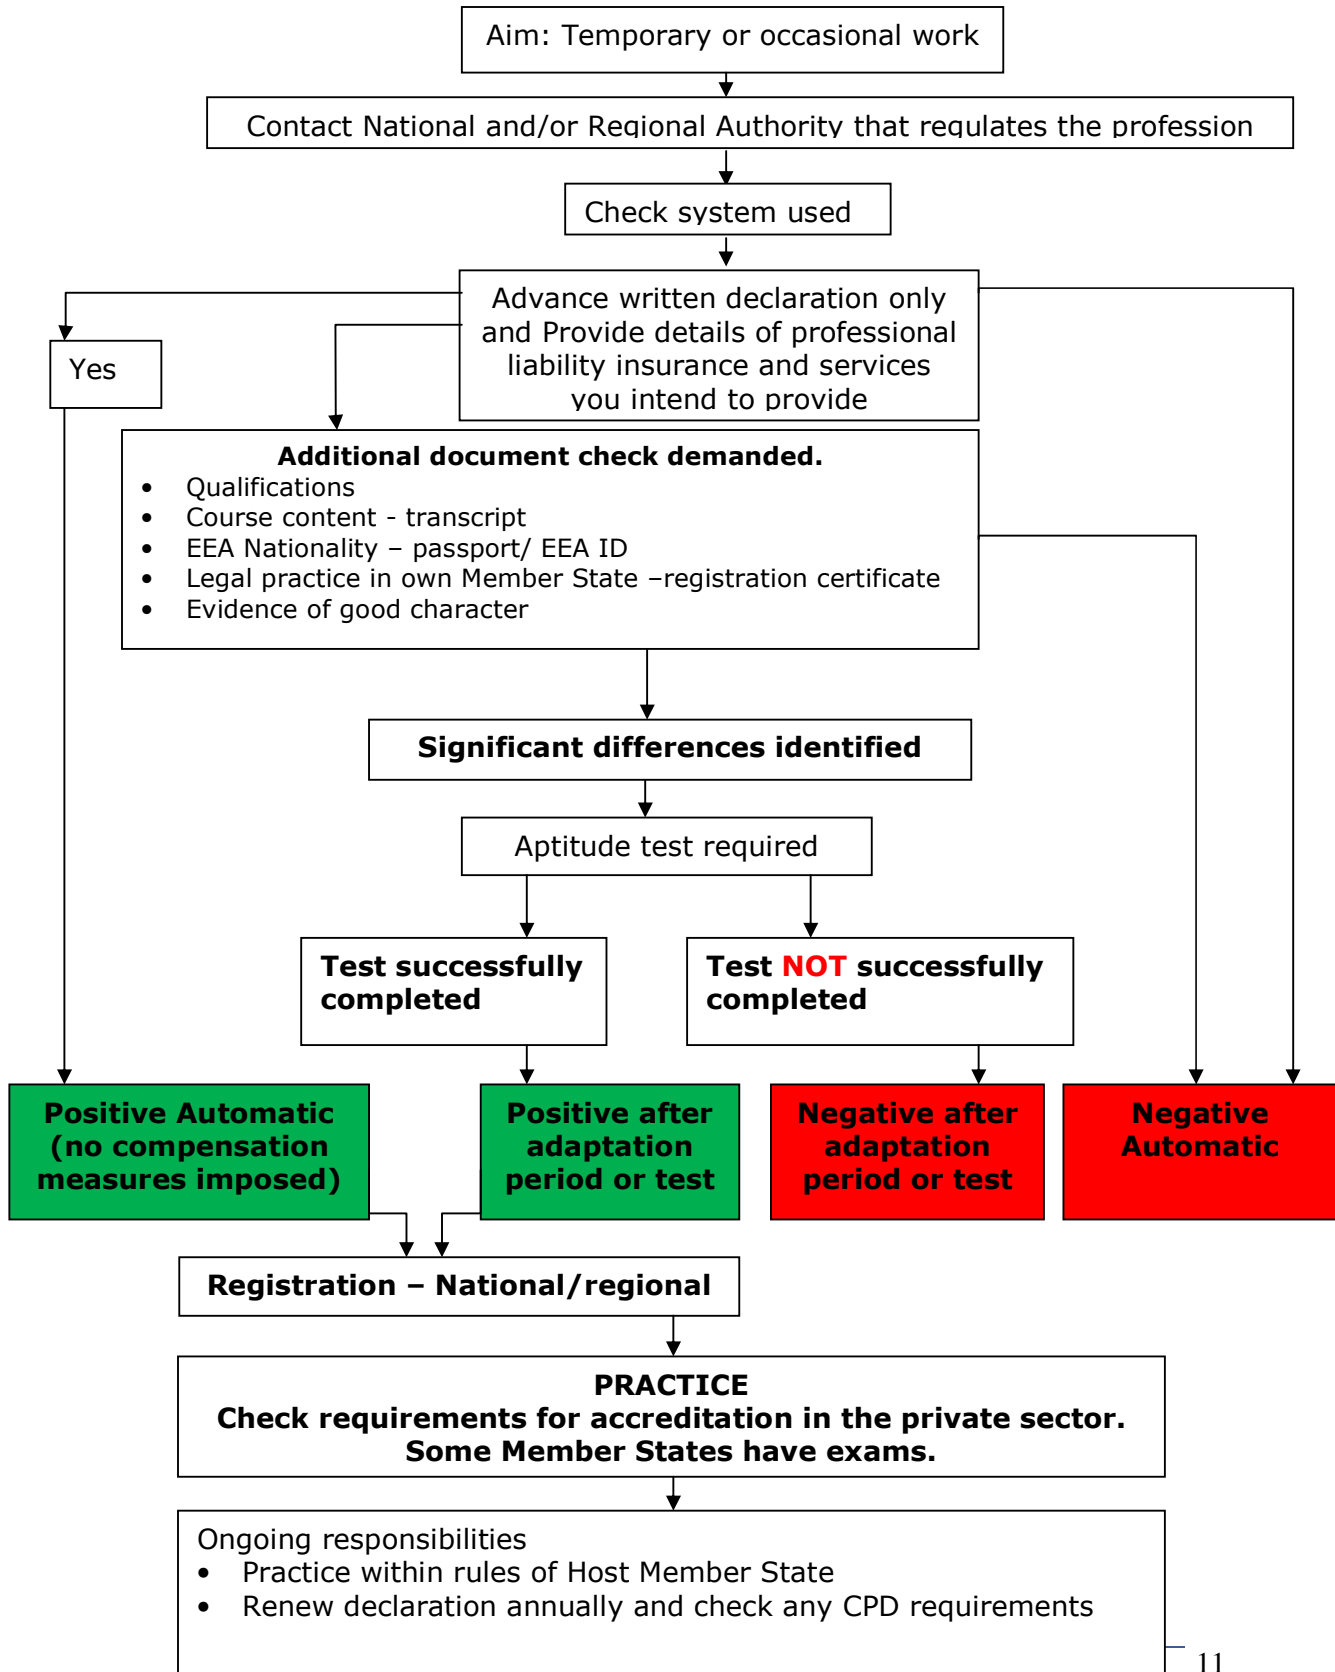 Aim: Temporary or occasional work
Contact National and/or Regional Authority that regulates the profession
Check system used
Advance written declaration only
and Provide details of professional
liability insurance and services
you intend to provide
Yes
Additional document check demanded.
• Qualifications
• Course content - transcript
• EEA Nationality – passport/ EEA ID
• Legal practice in own Member State –registration certificate
• Evidence of good character
Significant differences identified
Aptitude test required
Test successfully
completed
Test NOT successfully
completed
Positive Automatic
(no compensation
measures imposed)
Positive after
adaptation
period or test
Negative after
adaptation
period or test
Negative
Automatic
Registration – National/regional
PRACTICE
Check requirements for accreditation in the private sector.
Some Member States have exams.
Ongoing responsibilities
• Practice within rules of Host Member State
• Renew declaration annually and check any CPD requirements
11